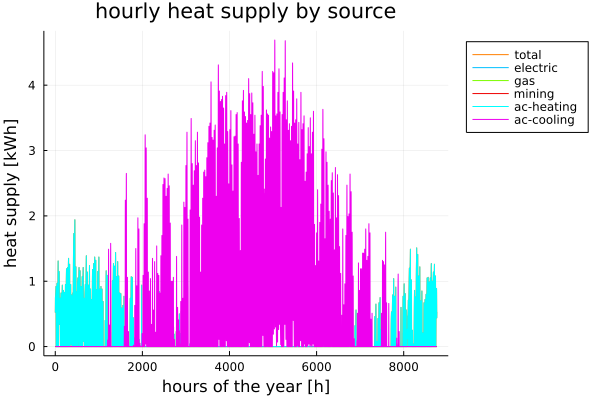 hourly heat supply by source
heat supply [kWh]
4
3
2
1
0
0 2000 4000 6000 8000
hours of the year [h]
total
electric
gas
mining
ac-heating
ac-cooling